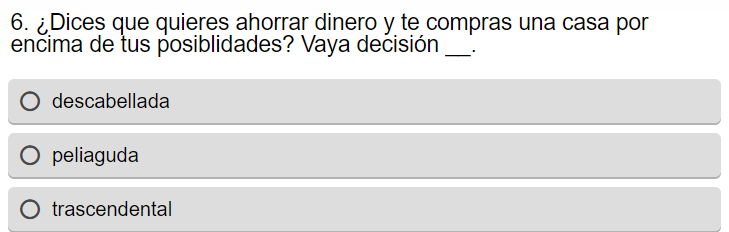 6. ¿Dices que quieres ahorrar dinero y te compras una casa por
encima de tus posiblidades? Vaya decisión __.
descabellada
peliaguda
trascendental